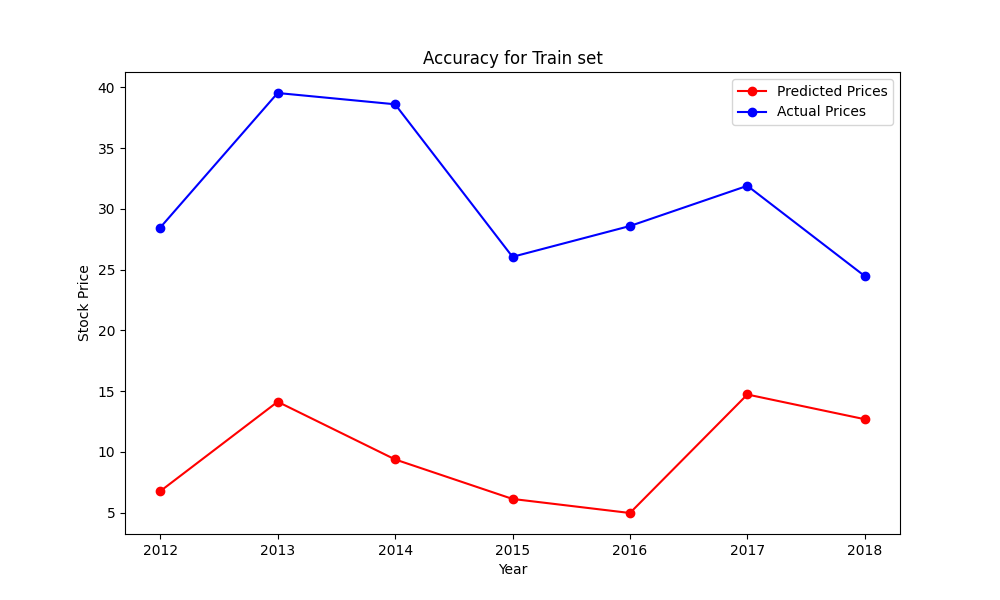 Accuracy for Train set
Predicted Prices
Actual Prices
Stock Price
40
35
30
25
20
15
10
5
2012 2013 2014 2015 2016 2017 2018
Year